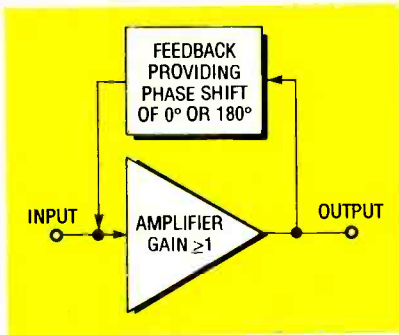 FEEDBACK
PROVIDING
PHASE SHIFT
OF 0° OR 180°
INPUT
AMPLIFIER
GAIN ≥1
OUTPUT